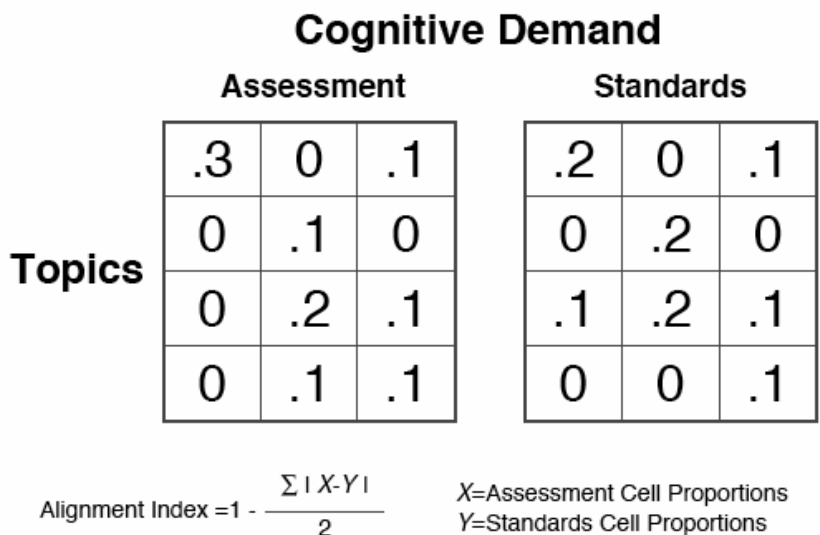 Cognitive Demand
Assessment Standards
.3 0 .1 .2 0 .1
0 .1 0 0 .2 0
Topics
0 .2 .1 .1 .2 .1
0 .1 .1 0 0 .1
Alignment Index =1 - Σ | X-Y | / 2
X=Assessment Cell Proportions
Y=Standards Cell Proportions